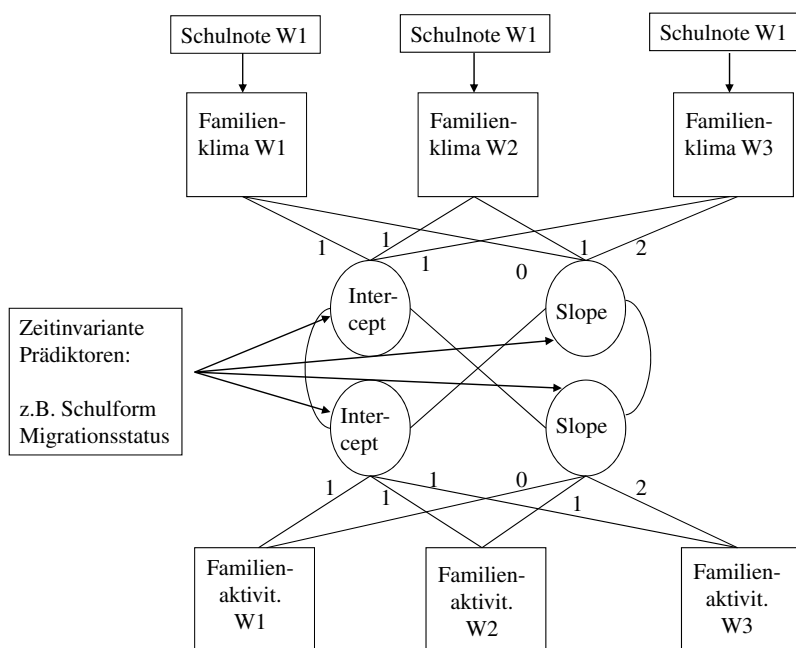 Schulnote W1
Schulnote W1
Schulnote W1
Familien-
klima W1
Familien-
klima W2
Familien-
klima W3
1
1
1
0
1
2
Inter-
cept
Slope
Zeitinvariante
Prädiktoren:
z.B. Schulform
Migrationsstatus
Inter-
cept
Slope
1
1
1
0
1
2
Familien-
aktivit.
W1
Familien-
aktivit.
W2
Familien-
aktivit.
W3